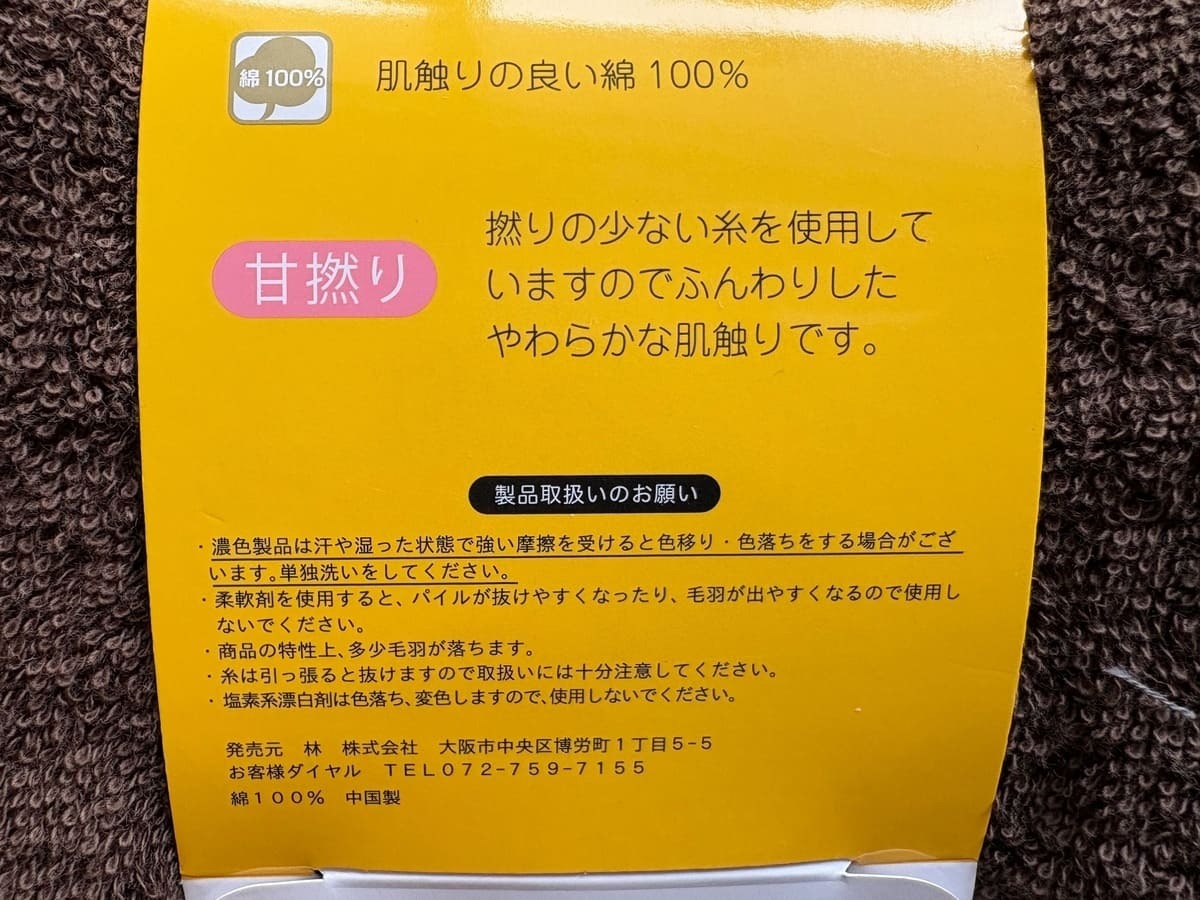 綿100%
肌触りの良い綿100%
甘撚り
撚りの少ない糸を使用して
いますのでふんわりした
やわらかな肌触りです。
製品取扱いのお願い
・濃色製品は汗や湿った状態で強い摩擦を受けると色移り・色落ちをする場合がござ
います。単独洗いをしてください。
・柔軟剤を使用すると、パイルが抜けやすくなったり、毛羽が出やすくなるので使用し
ないでください。
・商品の特性上、多少毛羽が落ちます。
・糸は引っ張ると抜けますので取扱いには十分注意してください。
・塩素系漂白剤は色落ち、変色しますので、使用しないでください。
発売元 林 株式会社 大阪市中央区博労町1丁目5-5
お客様ダイヤル TEL072-759-7155
綿100% 中国製